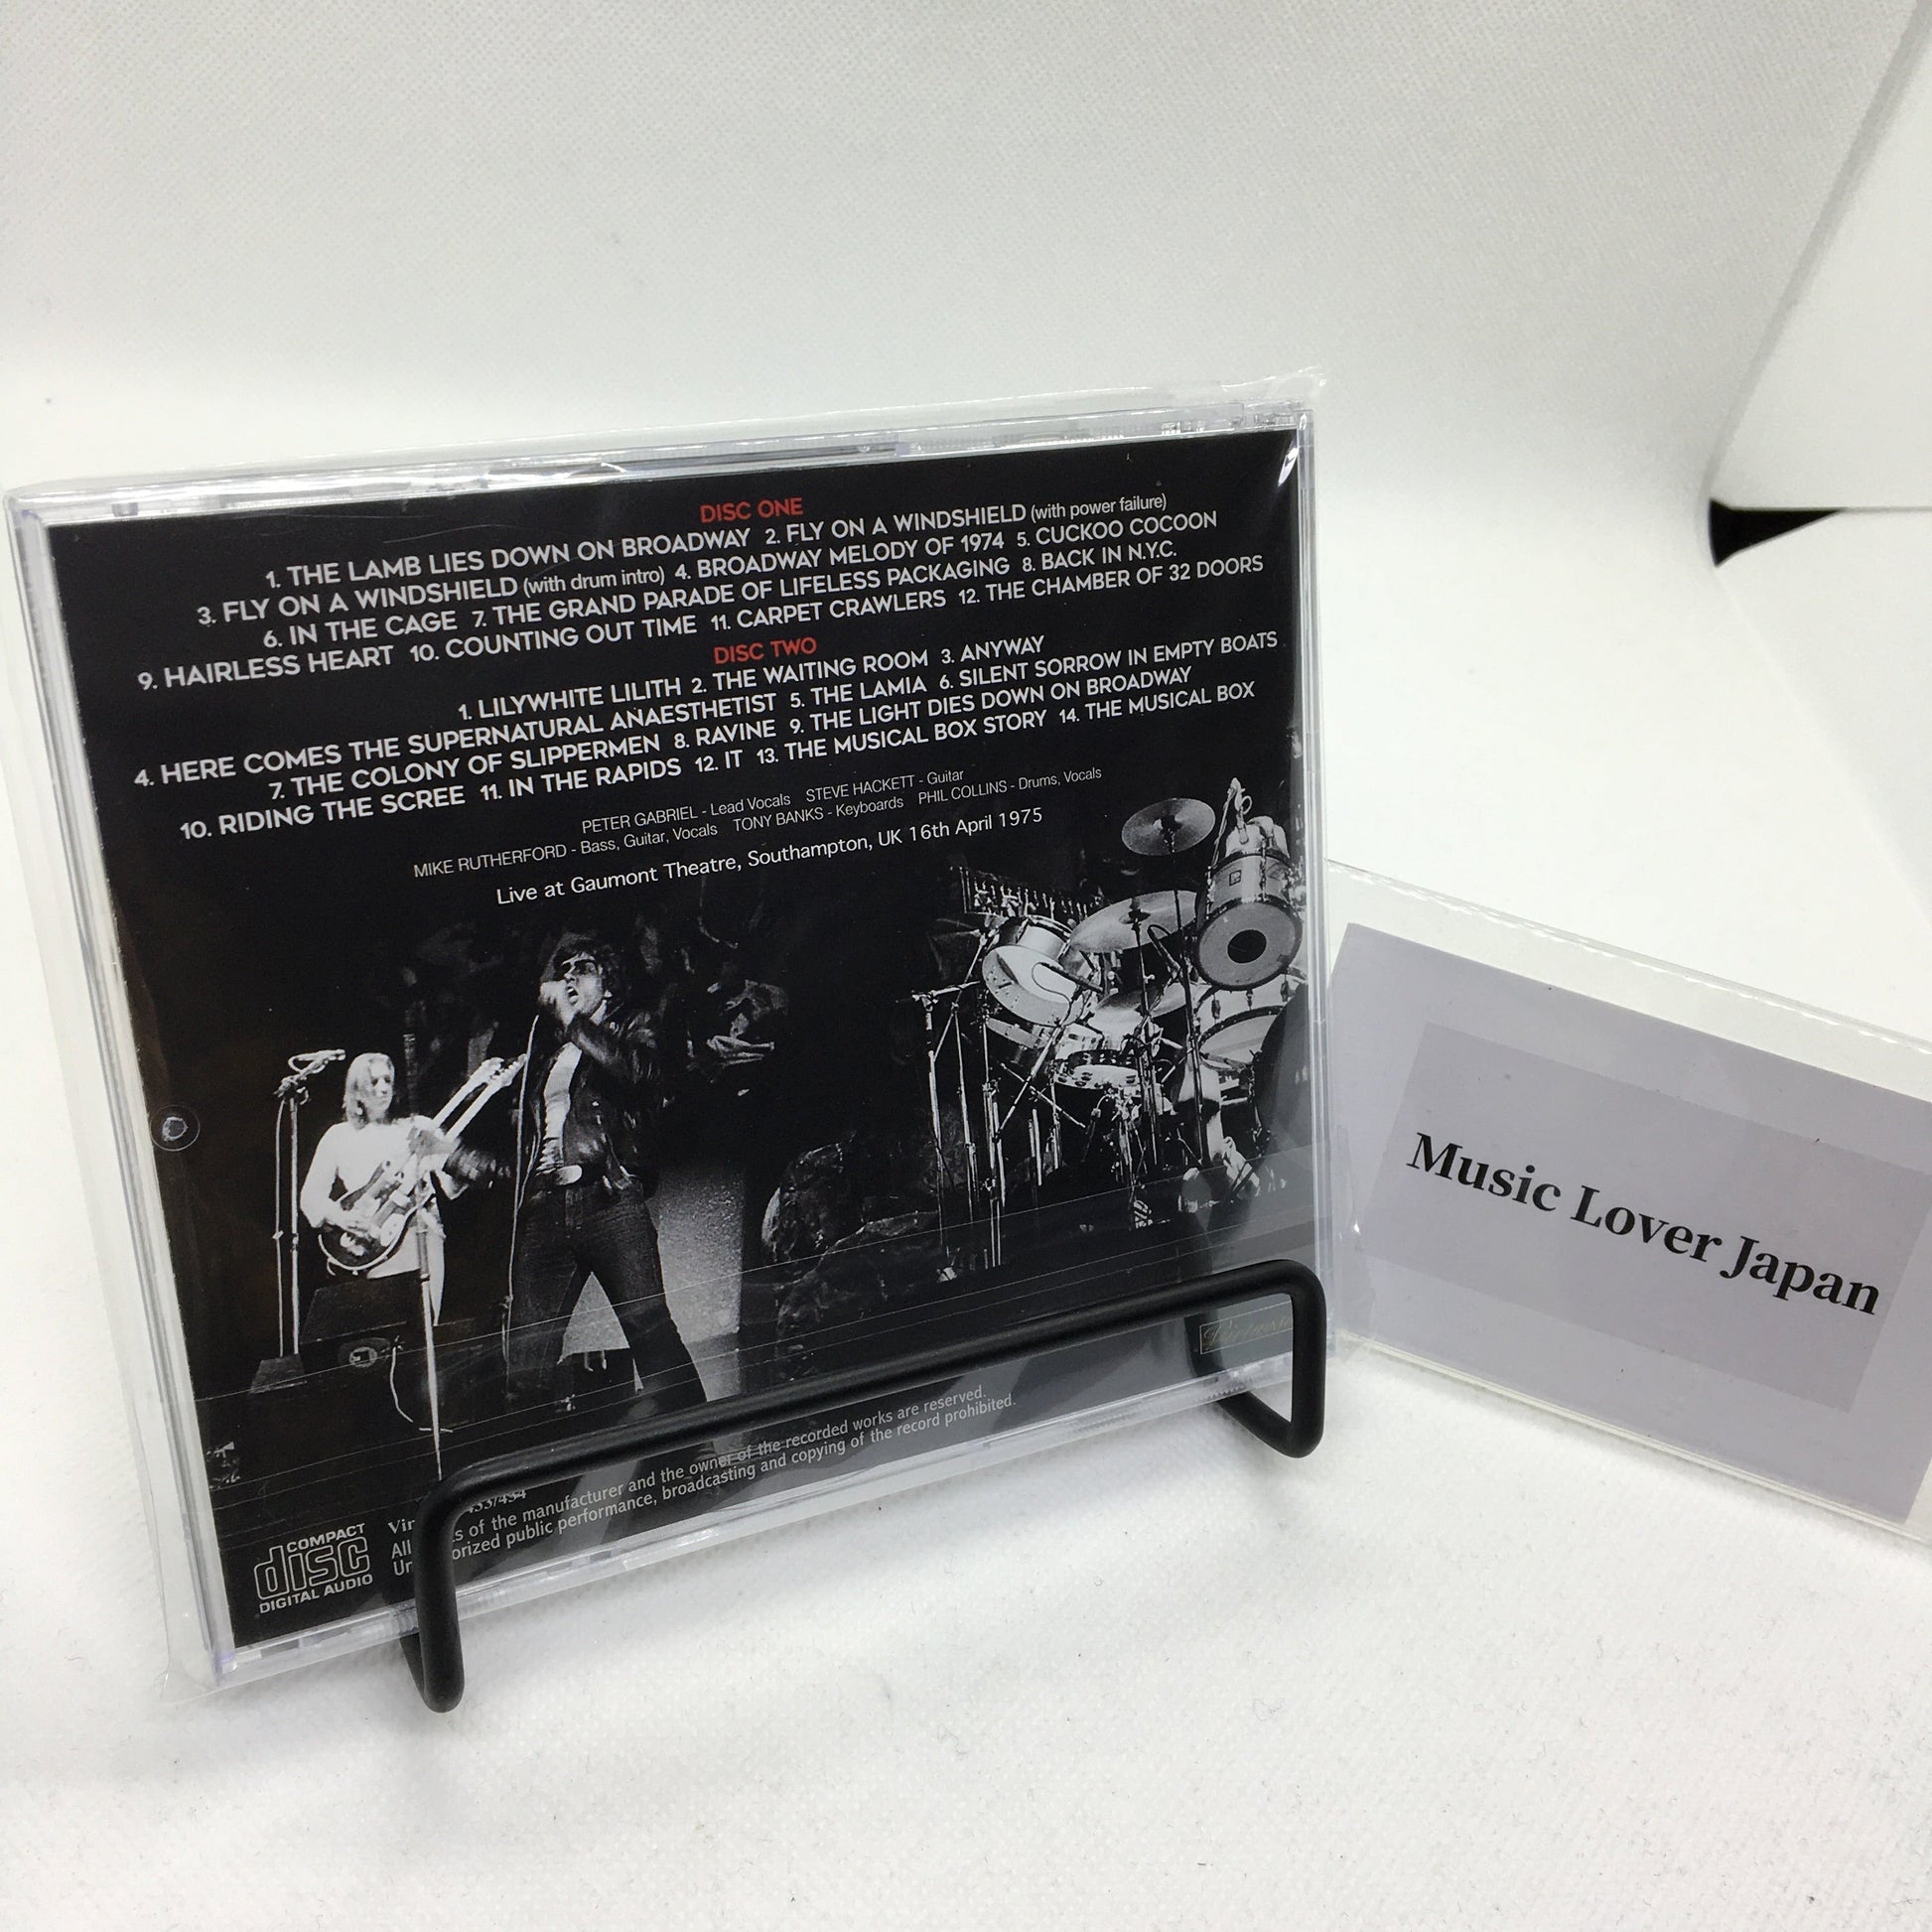 DISC ONE
1. THE LAMB LIES DOWN ON BROADWAY 2. FLY ON A WINDSHIELD (with power failure)
3. FLY ON A WINDSHIELD (with drum intro) 4. BROADWAY MELODY OF 1974 5. CUCKOO COCOON
6. IN THE CAGE 7. THE GRAND PARADE OF LIFELESS PACKAGING 8. BACK IN N.Y.C.
9. HAIRLESS HEART 10. COUNTING OUT TIME 11. CARPET CRAWLERS 12. THE CHAMBER OF 32 DOORS
DISC TWO
1. LILYWHITE LILITH 2. THE WAITING ROOM 3. ANYWAY
4. HERE COMES THE SUPERNATURAL ANAESTHETIST 5. THE LAMIA 6. SILENT SORROW IN EMPTY BOATS
7. THE COLONY OF SLIPPERMEN 8. RAVINE 9. THE LIGHT DIES DOWN ON BROADWAY
10. RIDING THE SCREE 11. IN THE RAPIDS 12. IT 13. THE MUSICAL BOX STORY 14. THE MUSICAL BOX
PETER GABRIEL - Lead Vocals STEVE HACKETT - Guitar
MIKE RUTHERFORD - Bass, Guitar, Vocals TONY BANKS - Keyboards PHIL COLLINS - Drums, Vocals
Live at Gaumont Theatre, Southampton, UK 16th April 1975
433/434
All of the manufacturer and the owner of the recorded works are reserved.
public performance, broadcasting and copying of the record prohibited.
COMPACT
disc
DIGITAL AUDIO
Music Lover Japan